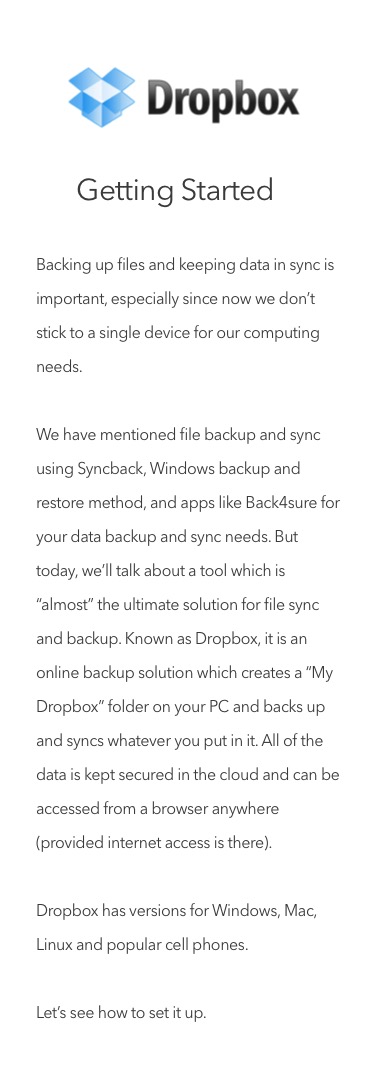 Dropbox
Getting Started
Backing up files and keeping data in sync is
important, especially since now we don’t
stick to a single device for our computing
needs.
We have mentioned file backup and sync
using Syncback, Windows backup and
restore method, and apps like Back4sure for
your data backup and sync needs. But
today, we’ll talk about a tool which is
“almost” the ultimate solution for file sync
and backup. Known as Dropbox, it is an
online backup solution which creates a “My
Dropbox” folder on your PC and backs up
and syncs whatever you put in it. All of the
data is kept secured in the cloud and can be
accessed from a browser anywhere
(provided internet access is there).
Dropbox has versions for Windows, Mac,
Linux and popular cell phones.
Let’s see how to set it up.